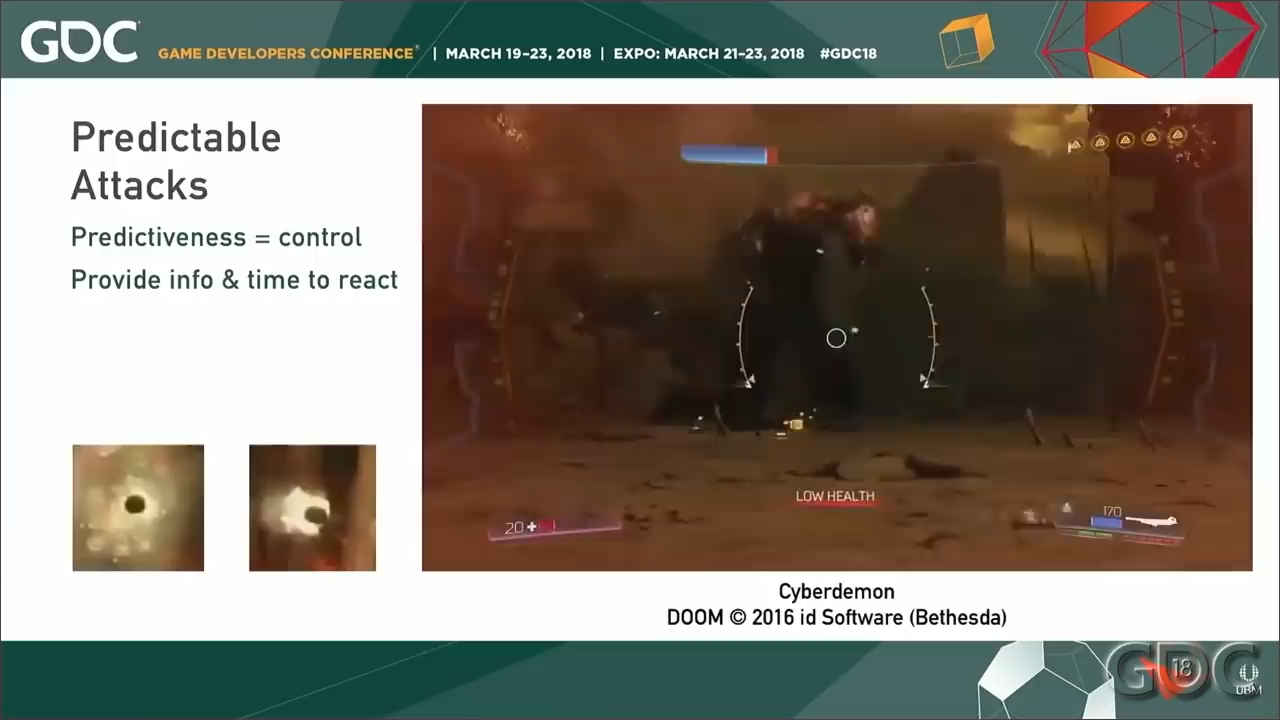 GDC
GAME DEVELOPERS CONFERENCE® | MARCH 19–23, 2018 | EXPO: MARCH 21–23, 2018 #GDC18
Predictable
Attacks
Predictiveness = control
Provide info & time to react
LOW HEALTH
20
170
Cyberdemon
DOOM © 2016 id Software (Bethesda)
GDC
18
UBM